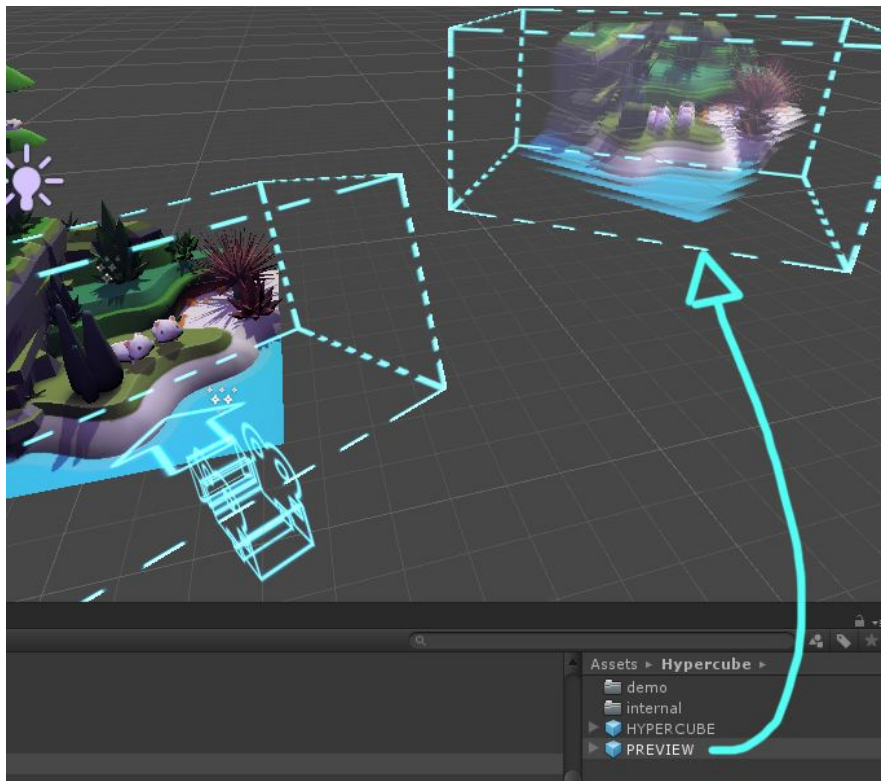 Assets ▸ Hypercube ▸
demo
internal
HYPERCUBE
PREVIEW